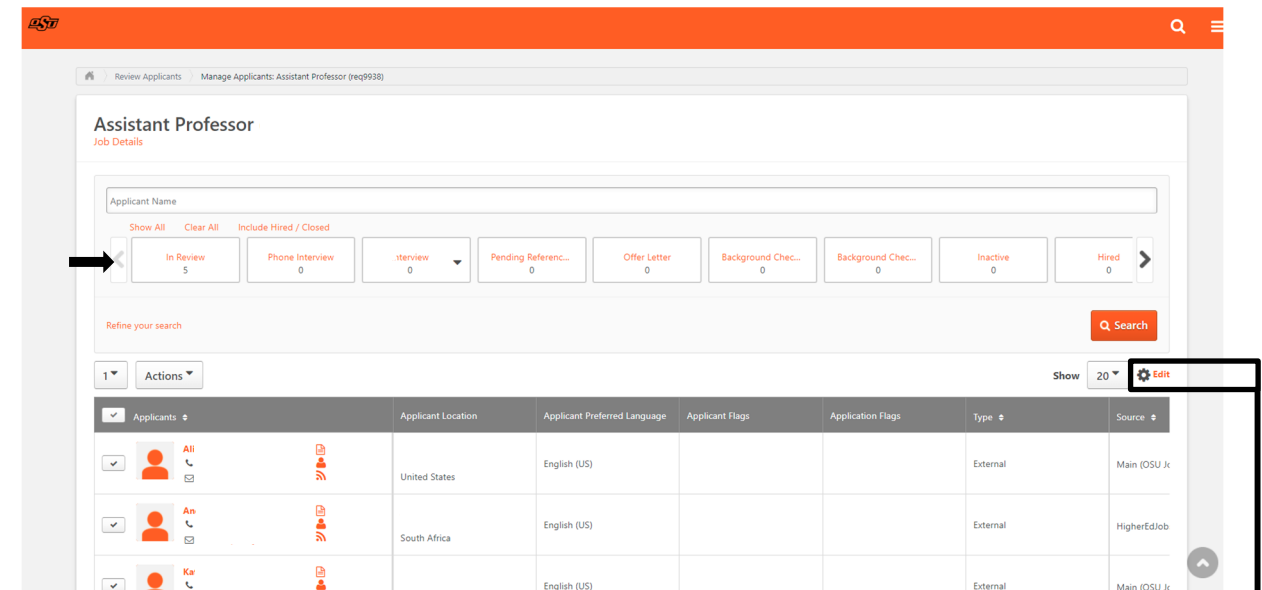 OSU
Review Applicants Manage Applicants: Assistant Professor (req9938)
Assistant Professor
Job Details
Applicant Name
Show All Clear All Include Hired / Closed
In Review Phone Interview nterview Pending Referenc... Offer Letter Background Chec... Background Chec... Inactive Hired
5 0 0 0 0 0 0 0 0
Refine your search
Search
1 Actions Show 20 Edit
Applicants Applicant Location Applicant Preferred Language Applicant Flags Application Flags Type Source
Ali
United States English (US) External Main (OSU Jo
An
South Africa English (US) External HigherEdJob
Ka
English (US) External Main (OSU Jo